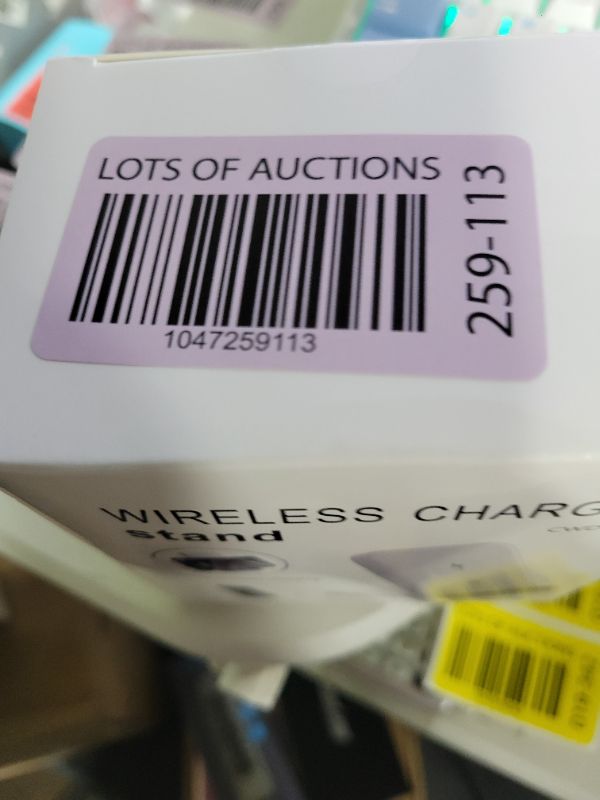 LOTS OF AUCTIONS
259-113
1047259113
WIRELESS CHARG
stand